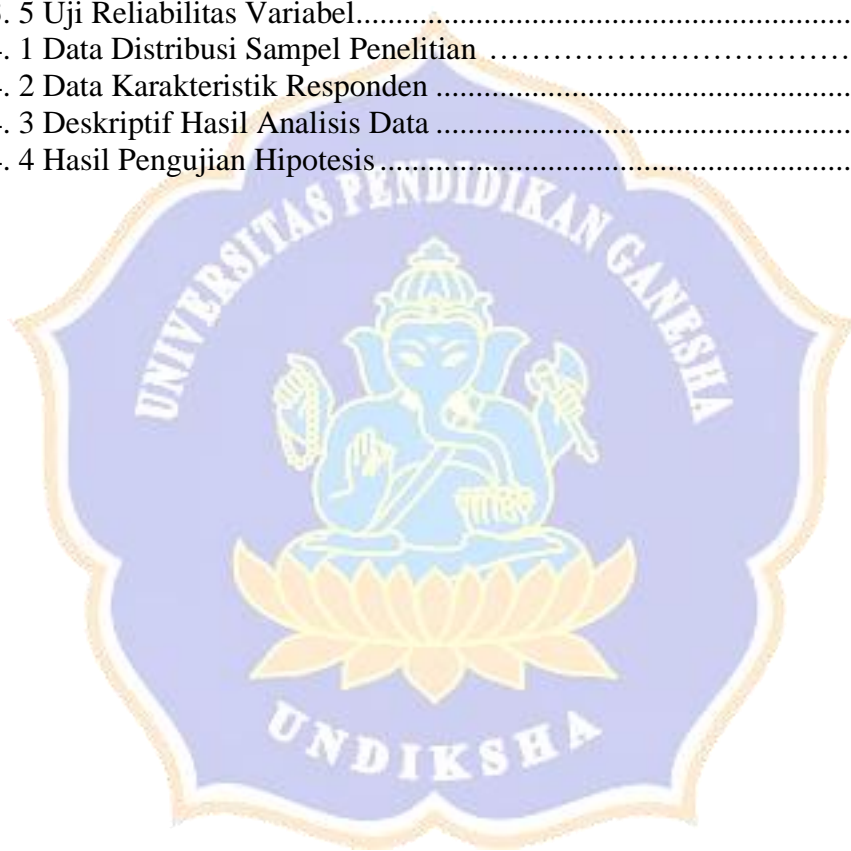 . 5 Uji Reliabilitas Variabel..............................................................
. 1 Data Distribusi Sampel Penelitian ……………………………………
. 2 Data Karakteristik Responden ....................................................
. 3 Deskriptif Hasil Analisis Data ....................................................
. 4 Hasil Pengujian Hipotesis...........................................................
UNIVERSITAS PENDIDIKAN GANESHA
UNDIKSHA